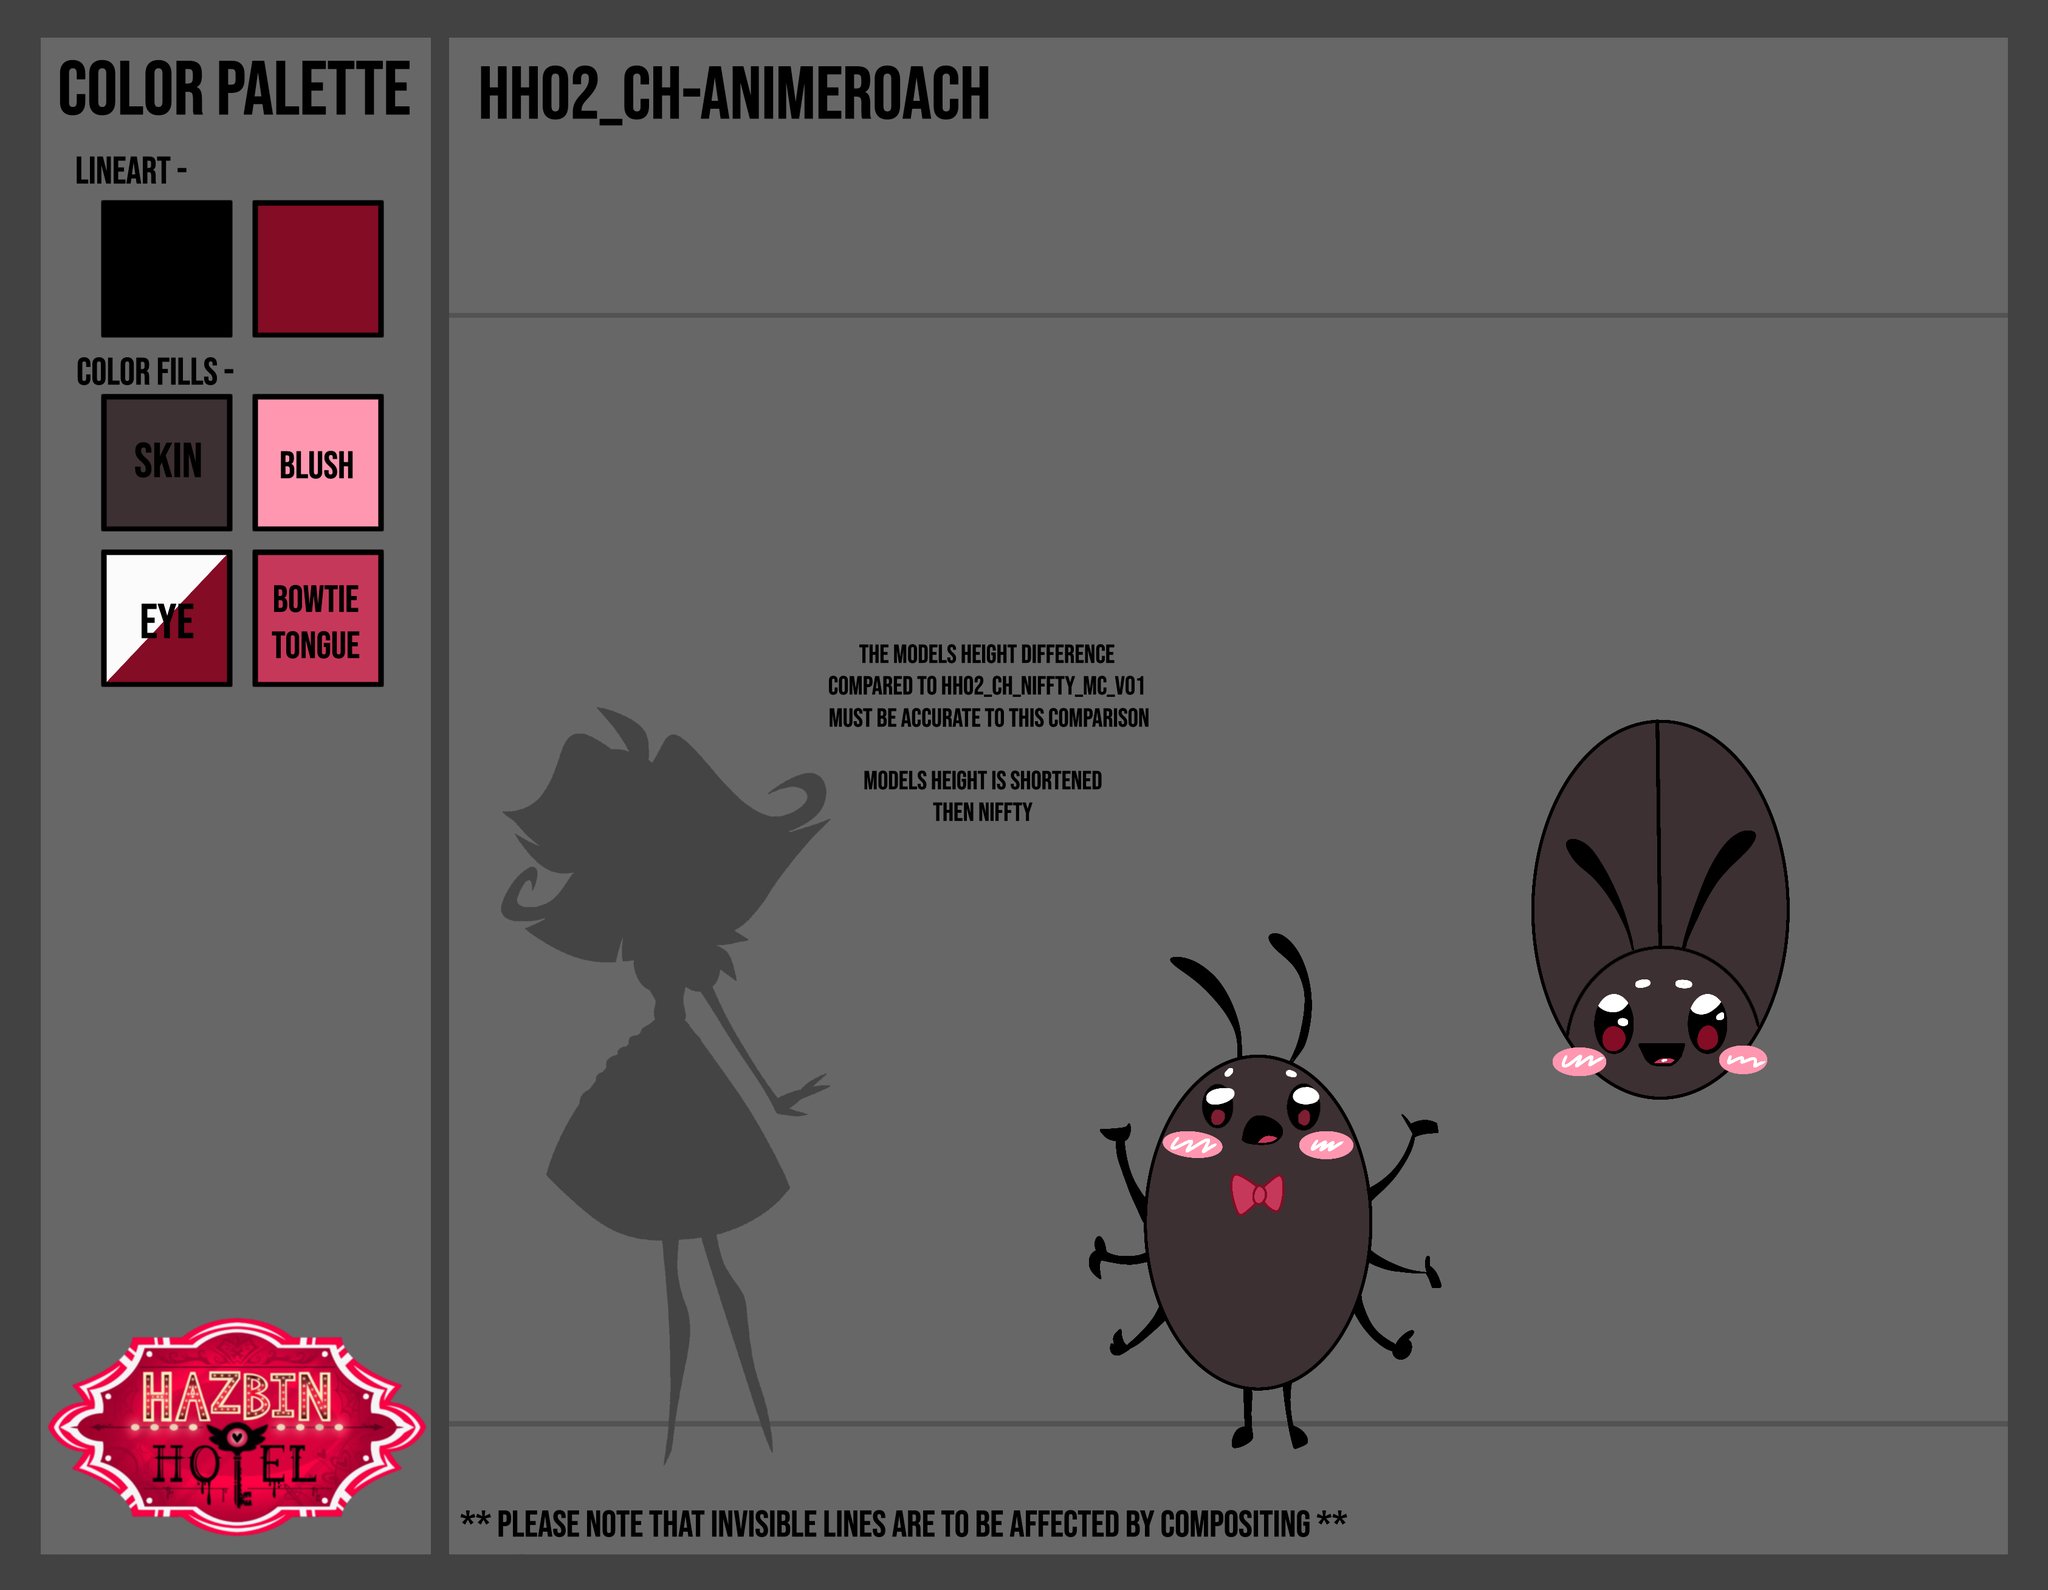 COLOR PALETTE
LINEART -
COLOR FILLS -
SKIN
BLUSH
EYE
BOWTIE
TONGUE
HAZBIN
HOTEL
HH02_CH-ANIMEROACH
THE MODELS HEIGHT DIFFERENCE
COMPARED TO HH02_CH_NIFFTY_MC_V01
MUST BE ACCURATE TO THIS COMPARISON
MODELS HEIGHT IS SHORTENED
THEN NIFFTY
** PLEASE NOTE THAT INVISIBLE LINES ARE TO BE AFFECTED BY COMPOSITING **